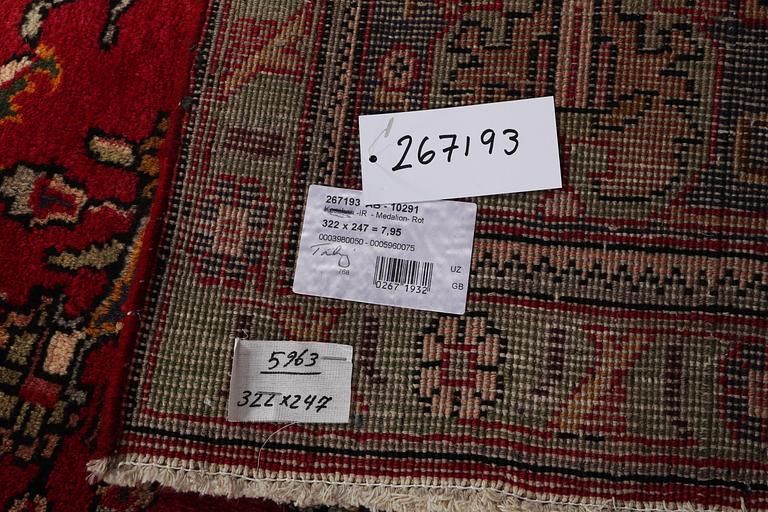 267193
267193 AB - 10291
-IR - Medalion- Rot
322 x 247 = 7,95
0003980050 - 0005960075
768
UZ
GB
0267 1932
5963
322x247